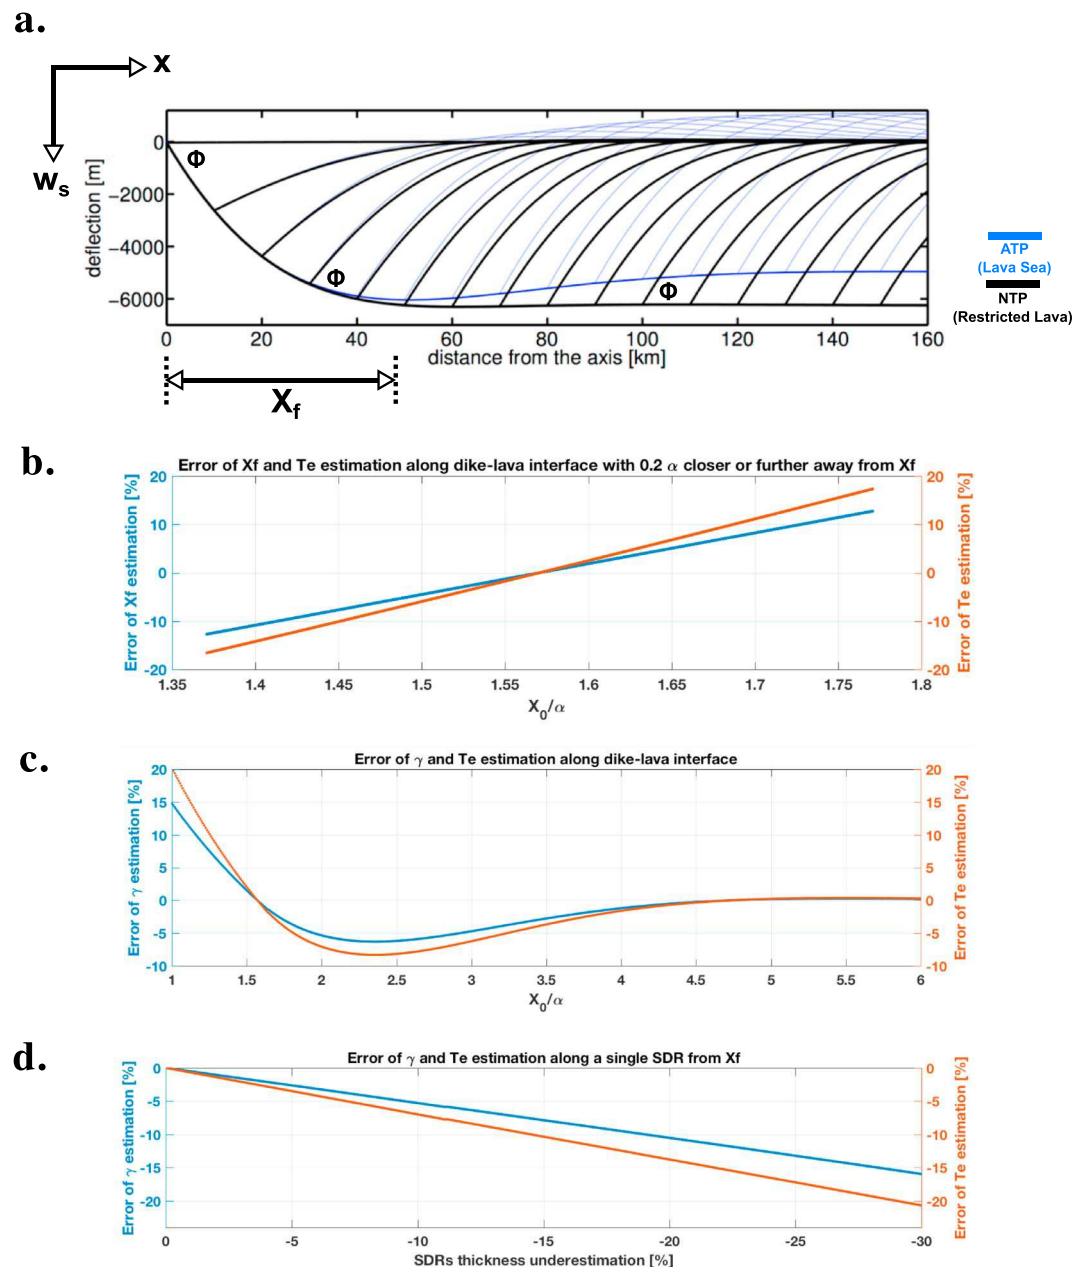 a.
x
w_s
0
−2000
−4000
−6000
deflection [m]
Φ
Φ
Φ
0 20 40 60 80 100 120 140 160
distance from the axis [km]
X_f
ATP
(Lava Sea)
NTP
(Restricted Lava)
b.
Error of Xf and Te estimation along dike-lava interface with 0.2 α closer or further away from Xf
Error of Xf estimation [%]
20
10
0
-10
-20
20
10
0
-10
-20
Error of Te estimation [%]
1.35 1.4 1.45 1.5 1.55 1.6 1.65 1.7 1.75 1.8
X_0/α
c.
Error of γ and Te estimation along dike-lava interface
Error of γ estimation [%]
20
15
10
5
0
-5
-10
20
15
10
5
0
-5
-10
Error of Te estimation [%]
1 1.5 2 2.5 3 3.5 4 4.5 5 5.5 6
X_0/α
d.
Error of γ and Te estimation along a single SDR from Xf
Error of γ estimation [%]
0
-5
-10
-15
-20
0
-5
-10
-15
-20
Error of Te estimation [%]
0 -5 -10 -15 -20 -25 -30
SDRs thickness underestimation [%]